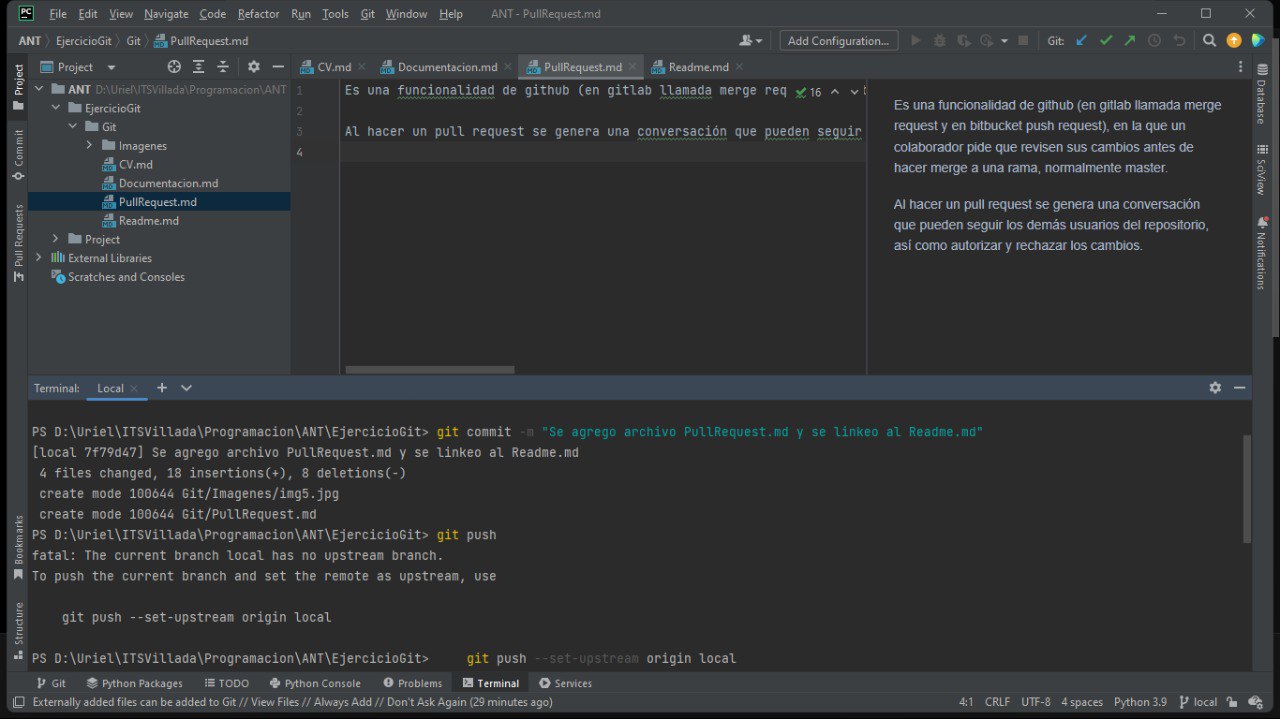 PC File Edit View Navigate Code Refactor Run Tools Git Window Help ANT - PullRequest.md
ANT EjercicioGit Git PullRequest.md Add Configuration... Git:
Project CV.md Documentacion.md PullRequest.md Readme.md
Project
Commit
Pull Requests
Bookmarks
Structure
ANT D:\Uriel\ITSVillada\Programacion\ANT
EjercicioGit
Git
Imagenes
CV.md
Documentacion.md
PullRequest.md
Readme.md
Project
External Libraries
Scratches and Consoles
1 Es una funcionalidad de github (en gitlab llamada merge req 16
2
3 Al hacer un pull request se genera una conversación que pueden seguir
4
Es una funcionalidad de github (en gitlab llamada merge
request y en bitbucket push request), en la que un
colaborador pide que revisen sus cambios antes de
hacer merge a una rama, normalmente master.
Al hacer un pull request se genera una conversación
que pueden seguir los demás usuarios del repositorio,
así como autorizar y rechazar los cambios.
Database
SciView
Notifications
Terminal: Local
PS D:\Uriel\ITSVillada\Programacion\ANT\EjercicioGit> git commit -m "Se agrego archivo PullRequest.md y se linkeo al Readme.md"
[local 7f79d47] Se agrego archivo PullRequest.md y se linkeo al Readme.md
4 files changed, 18 insertions(+), 8 deletions(-)
create mode 100644 Git/Imagenes/img5.jpg
create mode 100644 Git/PullRequest.md
PS D:\Uriel\ITSVillada\Programacion\ANT\EjercicioGit> git push
fatal: The current branch local has no upstream branch.
To push the current branch and set the remote as upstream, use
git push --set-upstream origin local
PS D:\Uriel\ITSVillada\Programacion\ANT\EjercicioGit> git push --set-upstream origin local
Git Python Packages TODO Python Console Problems Terminal Services
Externally added files can be added to Git // View Files // Always Add // Don't Ask Again (29 minutes ago) 4:1 CRLF UTF-8 4 spaces Python 3.9 local